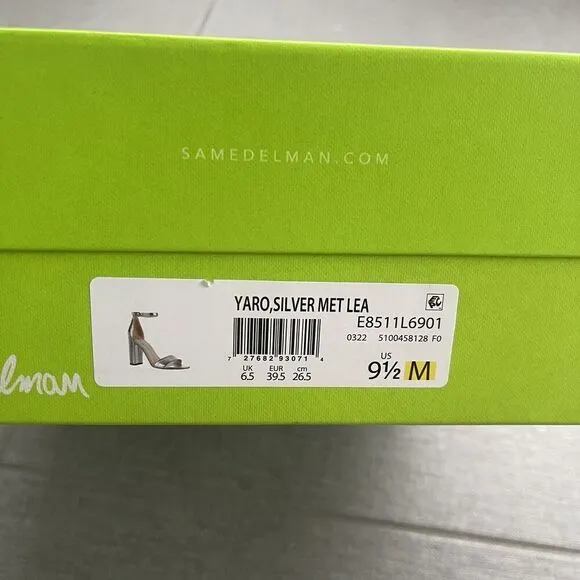 SAMEDELMAN.COM
YARO,SILVER MET LEA
E8511L6901
0322 5100458128 F0
7 27682 93071 4
UK EUR cm
6.5 39.5 26.5
US
9½ M